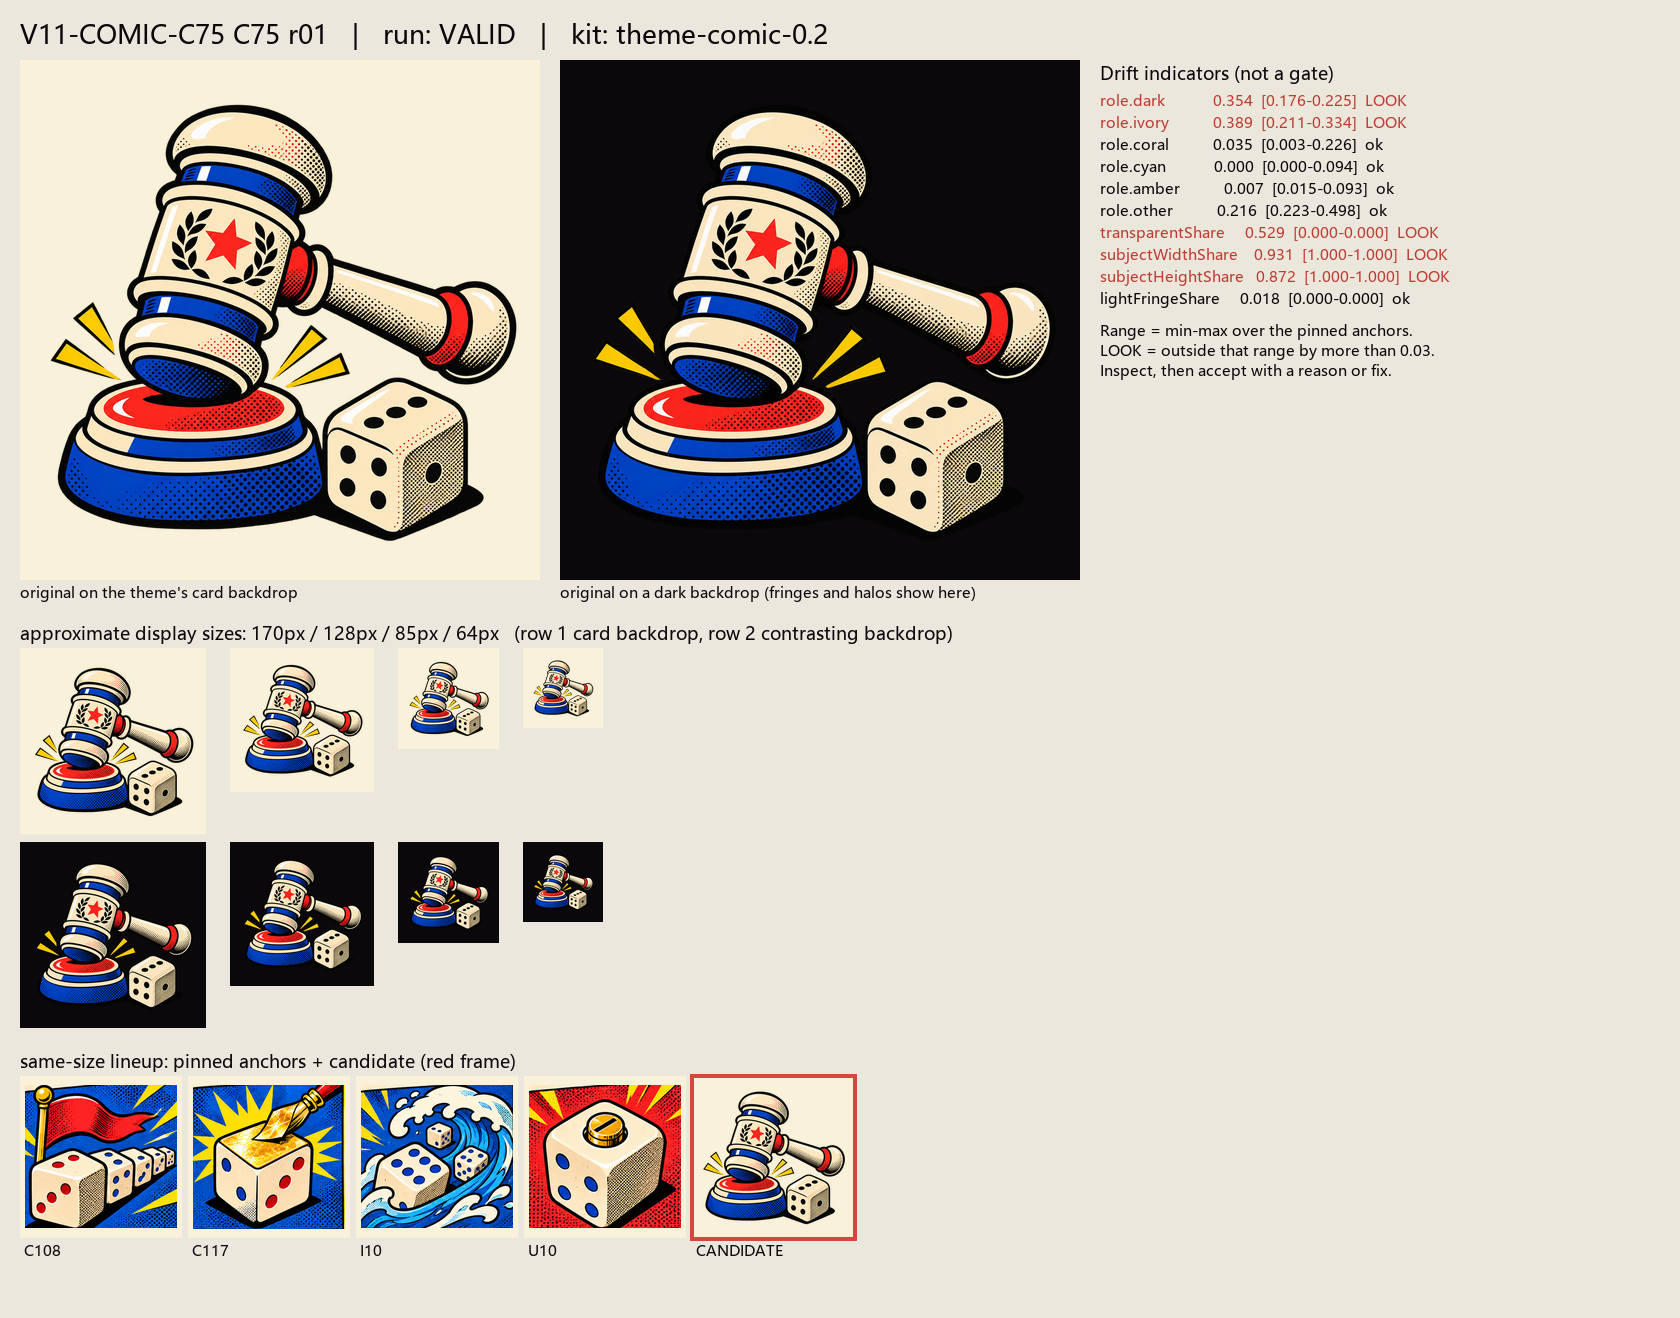 V11-COMIC-C75 C75 r01 | run: VALID | kit: theme-comic-0.2
Drift indicators (not a gate)
role.dark 0.354 [0.176-0.225] LOOK
role.ivory 0.389 [0.211-0.334] LOOK
role.coral 0.035 [0.003-0.226] ok
role.cyan 0.000 [0.000-0.094] ok
role.amber 0.007 [0.015-0.093] ok
role.other 0.216 [0.223-0.498] ok
transparentShare 0.529 [0.000-0.000] LOOK
subjectWidthShare 0.931 [1.000-1.000] LOOK
subjectHeightShare 0.872 [1.000-1.000] LOOK
lightFringeShare 0.018 [0.000-0.000] ok
Range = min-max over the pinned anchors.
LOOK = outside that range by more than 0.03.
Inspect, then accept with a reason or fix.
original on the theme's card backdrop
original on a dark backdrop (fringes and halos show here)
approximate display sizes: 170px / 128px / 85px / 64px (row 1 card backdrop, row 2 contrasting backdrop)
same-size lineup: pinned anchors + candidate (red frame)
C108
C117
I10
U10
CANDIDATE